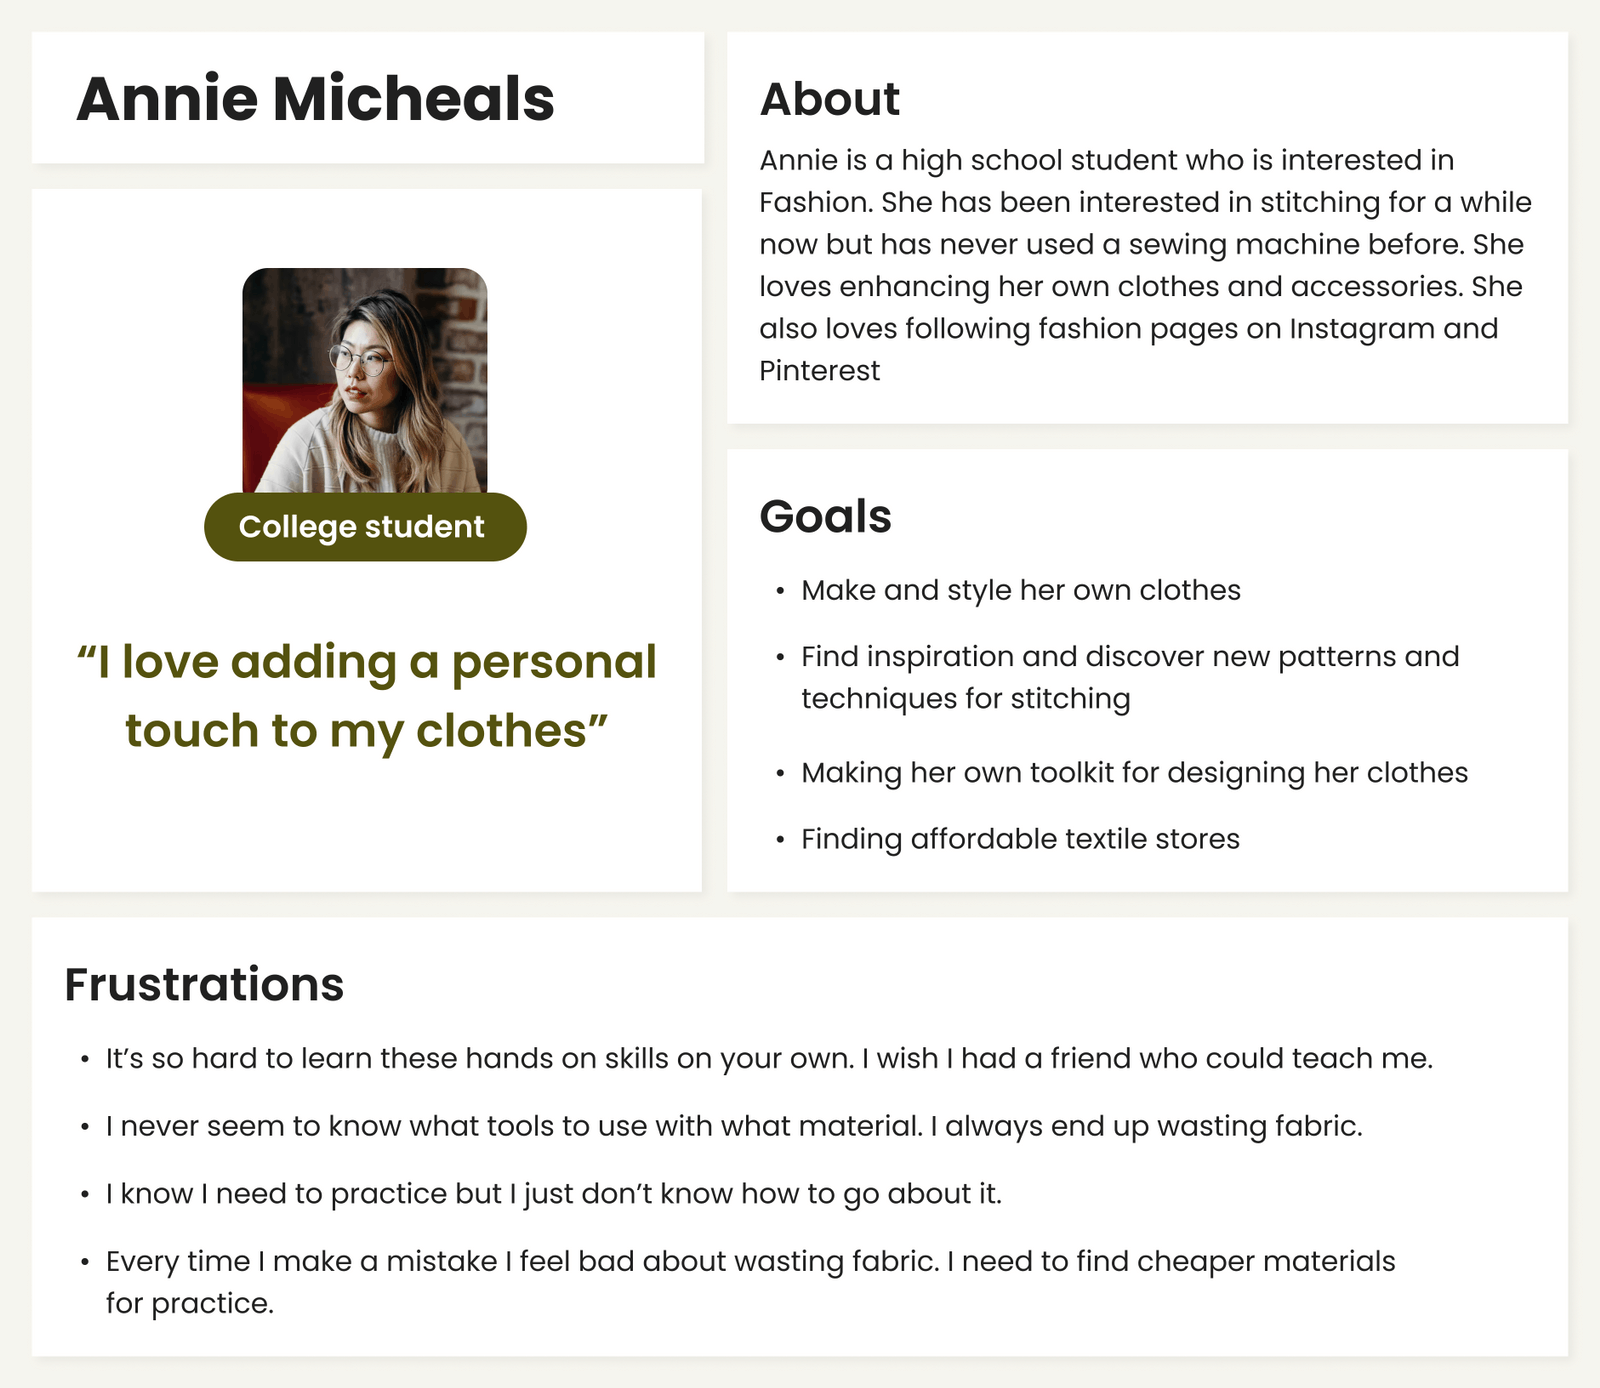 Annie Micheals
College student
“I love adding a personal
touch to my clothes”
About
Annie is a high school student who is interested in
Fashion. She has been interested in stitching for a while
now but has never used a sewing machine before. She
loves enhancing her own clothes and accessories. She
also loves following fashion pages on Instagram and
Pinterest
Goals
• Make and style her own clothes
• Find inspiration and discover new patterns and
techniques for stitching
• Making her own toolkit for designing her clothes
• Finding affordable textile stores
Frustrations
• It’s so hard to learn these hands on skills on your own. I wish I had a friend who could teach me.
• I never seem to know what tools to use with what material. I always end up wasting fabric.
• I know I need to practice but I just don’t know how to go about it.
• Every time I make a mistake I feel bad about wasting fabric. I need to find cheaper materials
for practice.